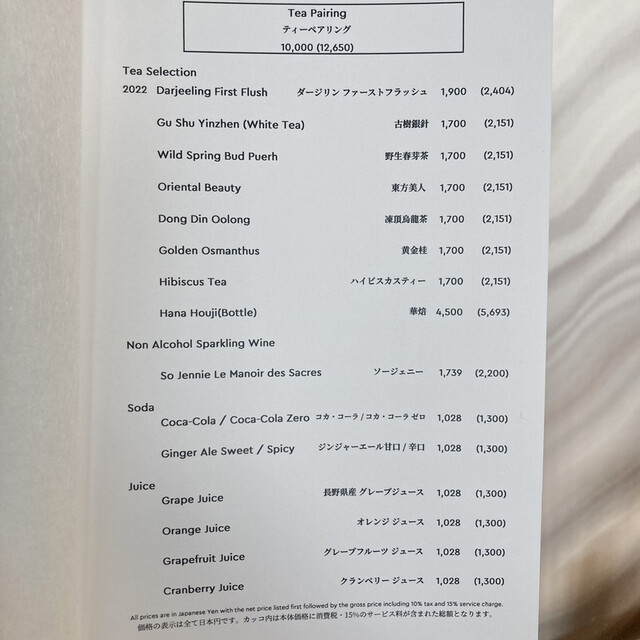 Tea Pairing
ティーペアリング
10,000 (12,650)
Tea Selection
2022 Darjeeling First Flush ダージリン ファーストフラッシュ 1,900 (2,404)
Gu Shu Yinzhen (White Tea) 古樹銀針 1,700 (2,151)
Wild Spring Bud Puerh 野生春芽茶 1,700 (2,151)
Oriental Beauty 東方美人 1,700 (2,151)
Dong Din Oolong 凍頂烏龍茶 1,700 (2,151)
Golden Osmanthus 黄金桂 1,700 (2,151)
Hibiscus Tea ハイビスカスティー 1,700 (2,151)
Hana Houji(Bottle) 華焙 4,500 (5,693)
Non Alcohol Sparkling Wine
So Jennie Le Manoir des Sacres ソージェニー 1,739 (2,200)
Soda
Coca-Cola / Coca-Cola Zero コカ・コーラ / コカ・コーラ ゼロ 1,028 (1,300)
Ginger Ale Sweet / Spicy ジンジャーエール甘口 / 辛口 1,028 (1,300)
Juice
Grape Juice 長野県産 グレープジュース 1,028 (1,300)
Orange Juice オレンジ ジュース 1,028 (1,300)
Grapefruit Juice グレープフルーツ ジュース 1,028 (1,300)
Cranberry Juice クランベリー ジュース 1,028 (1,300)
All prices are in Japanese Yen with the net price listed first followed by the gross price including 10% tax and 15% service charge.
価格の表示は全て日本円です。カッコ内は本体価格に消費税・15%のサービス料が含まれた総額となります。